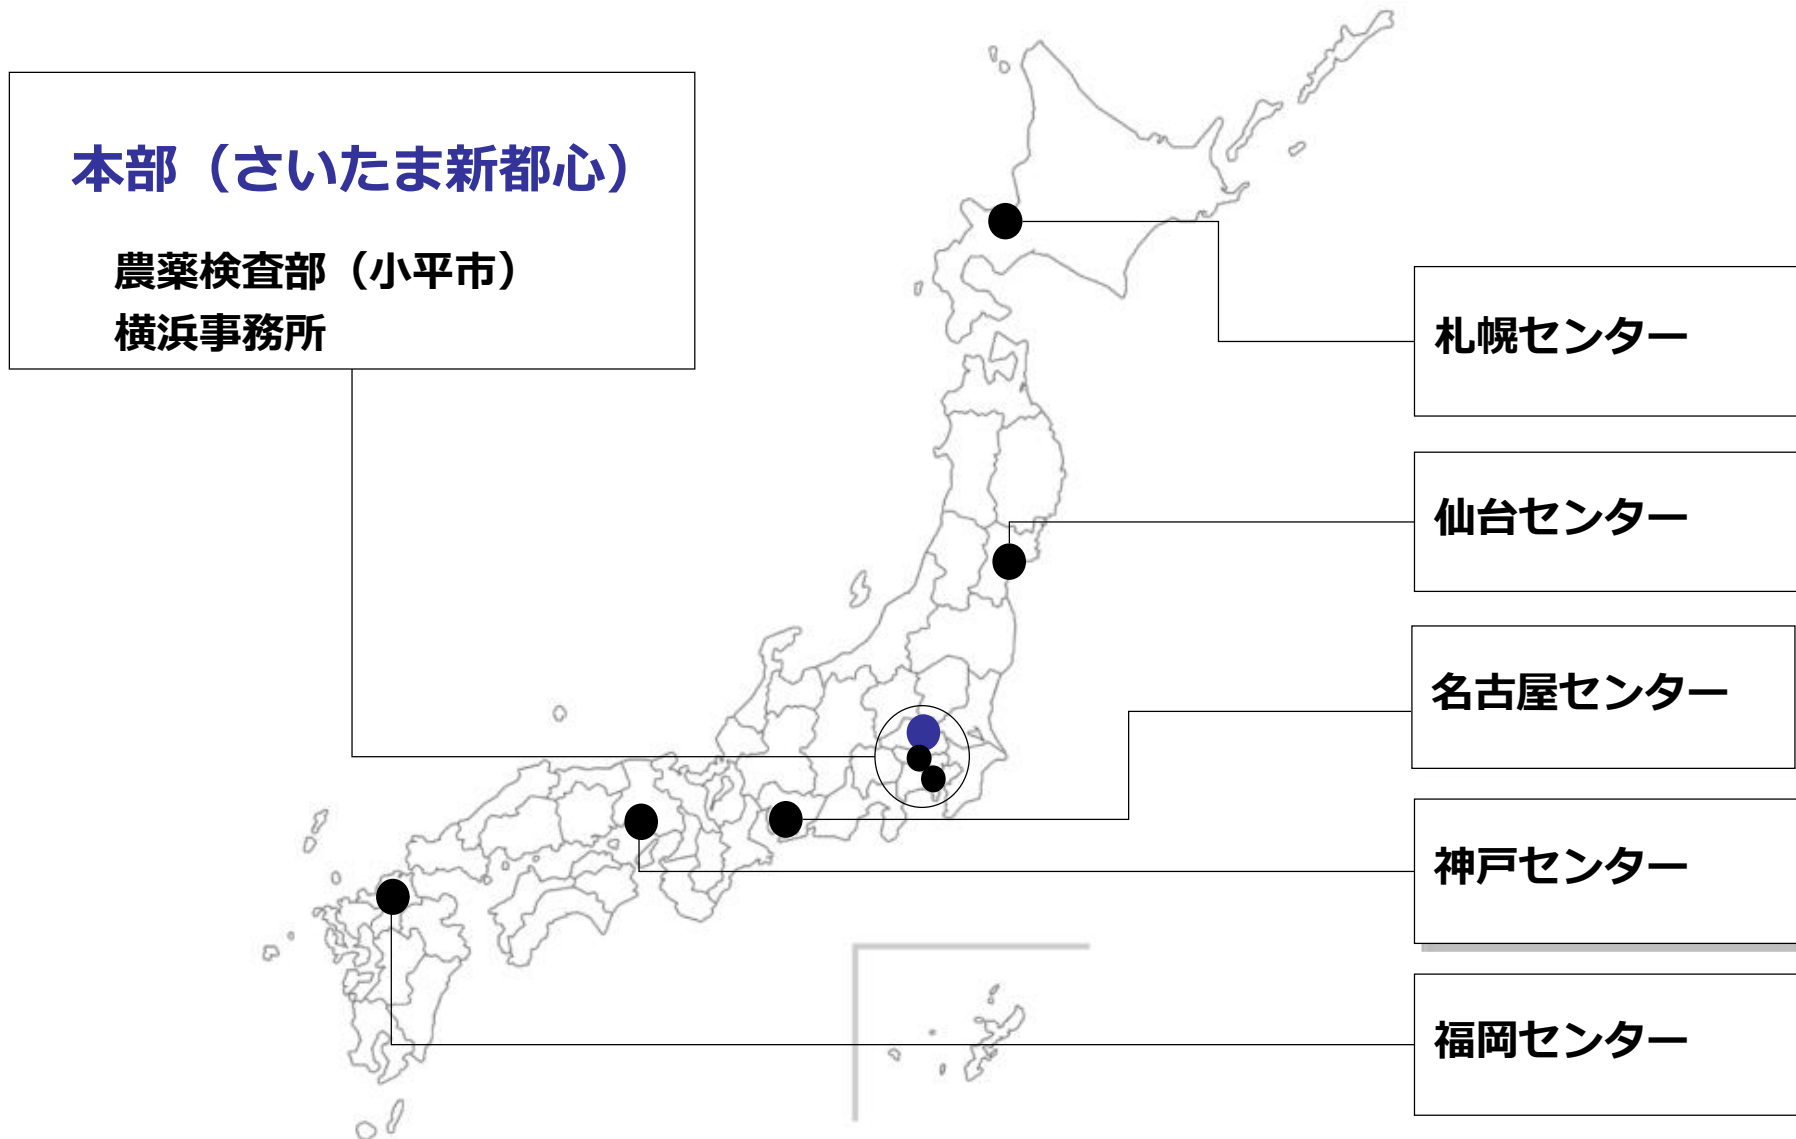 本部（さいたま新都心）
農薬検査部（小平市）
横浜事務所
札幌センター
仙台センター
名古屋センター
神戸センター
福岡センター